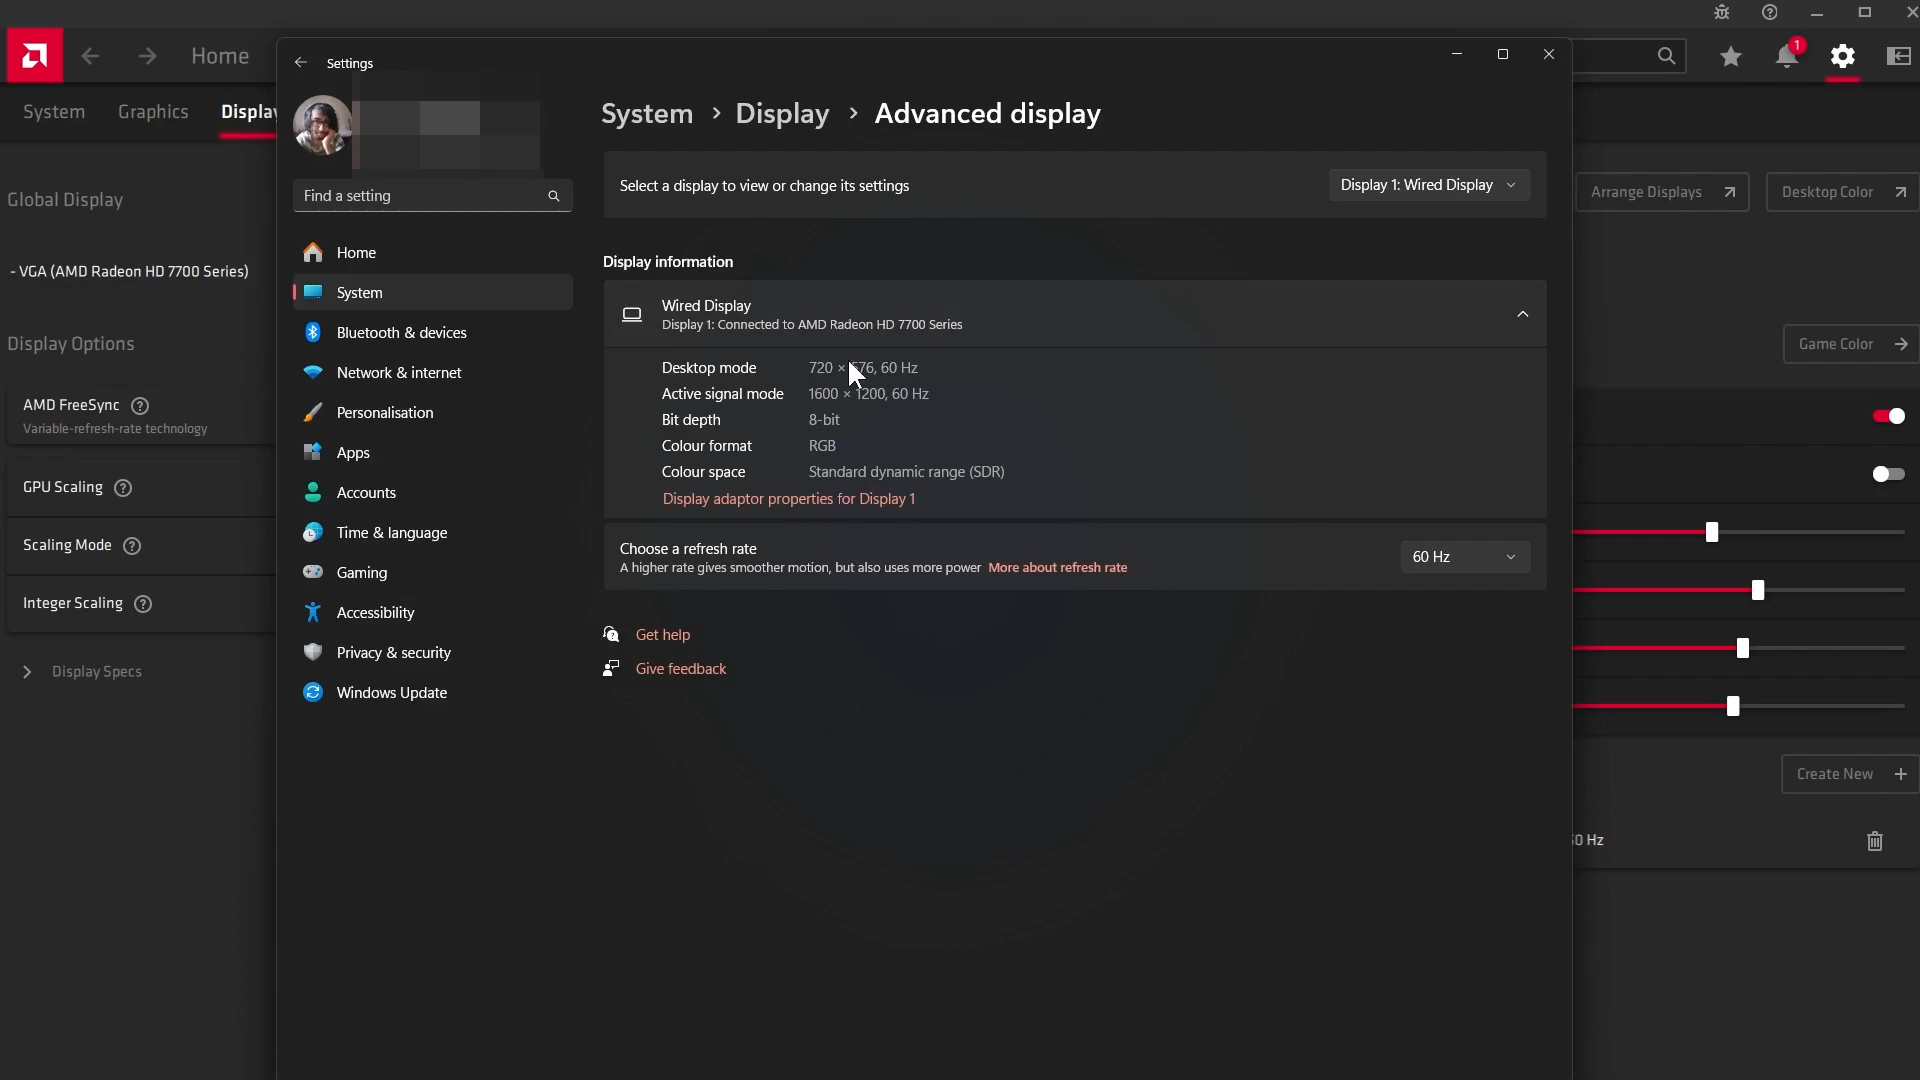 Home
1
System
Graphics
Display
Global Display
- VGA (AMD Radeon HD 7700 Series)
Display Options
AMD FreeSync
Variable-refresh-rate technology
GPU Scaling
Scaling Mode
Integer Scaling
Display Specs
Settings
Find a setting
Home
System
Bluetooth & devices
Network & internet
Personalisation
Apps
Accounts
Time & language
Gaming
Accessibility
Privacy & security
Windows Update
System > Display > Advanced display
Select a display to view or change its settings
Display 1: Wired Display
Display information
Wired Display
Display 1: Connected to AMD Radeon HD 7700 Series
Desktop mode 720 × 576, 60 Hz
Active signal mode 1600 × 1200, 60 Hz
Bit depth 8-bit
Colour format RGB
Colour space Standard dynamic range (SDR)
Display adaptor properties for Display 1
Choose a refresh rate
A higher rate gives smoother motion, but also uses more power More about refresh rate
60 Hz
Get help
Give feedback
Arrange Displays
Desktop Color
Game Color
Create New
Hz